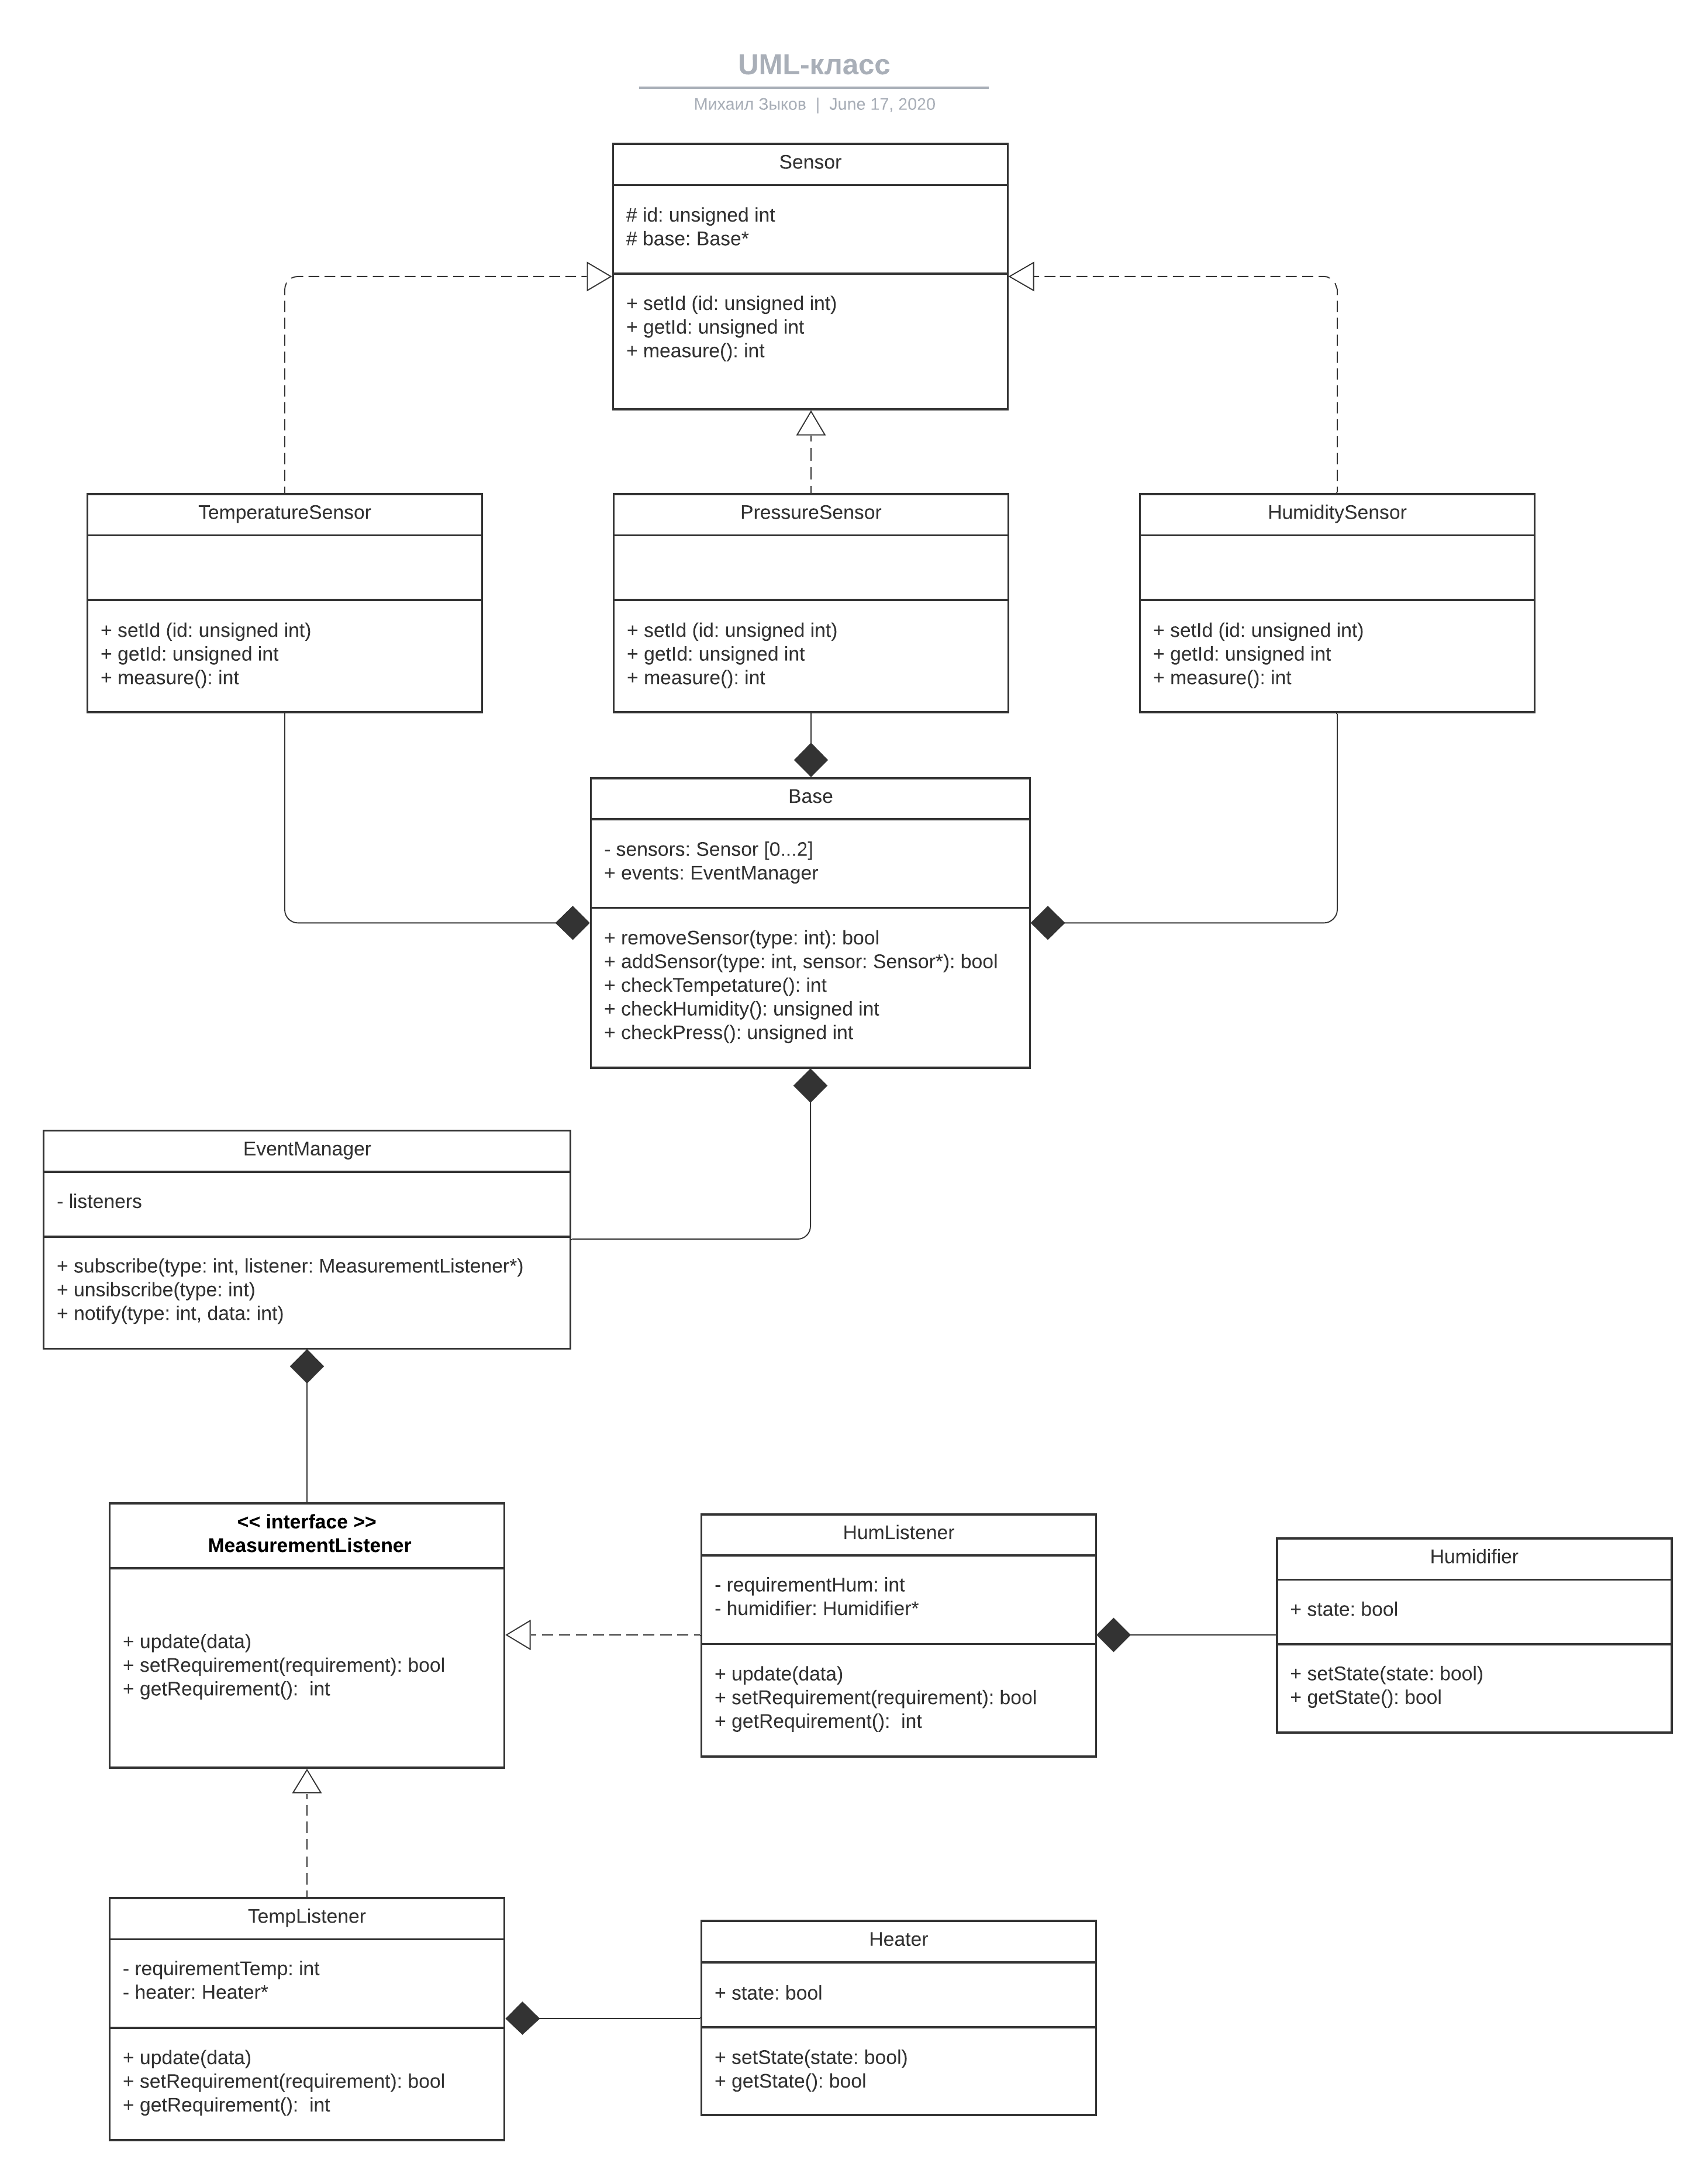 UML-класс
Михаил Зыков | June 17, 2020
Sensor
# id: unsigned int
# base: Base*
+ setId (id: unsigned int)
+ getId: unsigned int
+ measure(): int
TemperatureSensor
+ setId (id: unsigned int)
+ getId: unsigned int
+ measure(): int
PressureSensor
+ setId (id: unsigned int)
+ getId: unsigned int
+ measure(): int
HumiditySensor
+ setId (id: unsigned int)
+ getId: unsigned int
+ measure(): int
Base
- sensors: Sensor [0...2]
+ events: EventManager
+ removeSensor(type: int): bool
+ addSensor(type: int, sensor: Sensor*): bool
+ checkTempetature(): int
+ checkHumidity(): unsigned int
+ checkPress(): unsigned int
EventManager
- listeners
+ subscribe(type: int, listener: MeasurementListener*)
+ unsibscribe(type: int)
+ notify(type: int, data: int)
<< interface >>
MeasurementListener
+ update(data)
+ setRequirement(requirement): bool
+ getRequirement(): int
HumListener
- requirementHum: int
- humidifier: Humidifier*
+ update(data)
+ setRequirement(requirement): bool
+ getRequirement(): int
Humidifier
+ state: bool
+ setState(state: bool)
+ getState(): bool
TempListener
- requirementTemp: int
- heater: Heater*
+ update(data)
+ setRequirement(requirement): bool
+ getRequirement(): int
Heater
+ state: bool
+ setState(state: bool)
+ getState(): bool